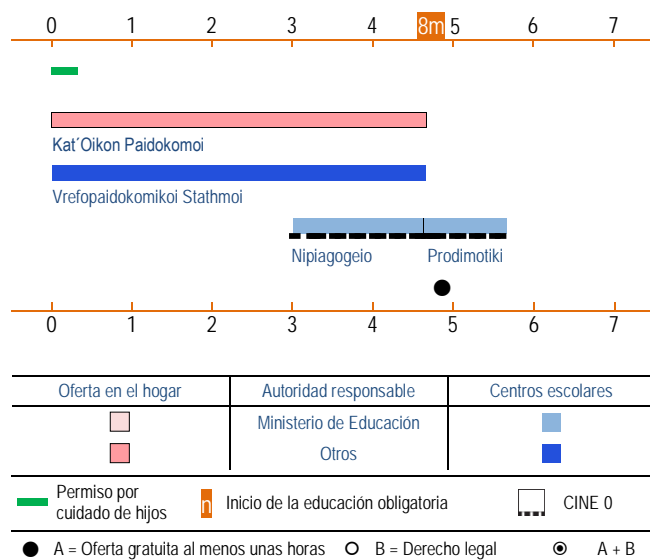 0 1 2 3 4 8m 5 6 7
Kat´Oikon Paidokomoi
Vrefopaidokomikoi Stathmoi
Nipiagogeio Prodimotiki
0 1 2 3 4 5 6 7
Oferta en el hogar Autoridad responsable Centros escolares
Ministerio de Educación
Otros
Permiso por
cuidado de hijos
n Inicio de la educación obligatoria
CINE 0
A = Oferta gratuita al menos unas horas B = Derecho legal A + B